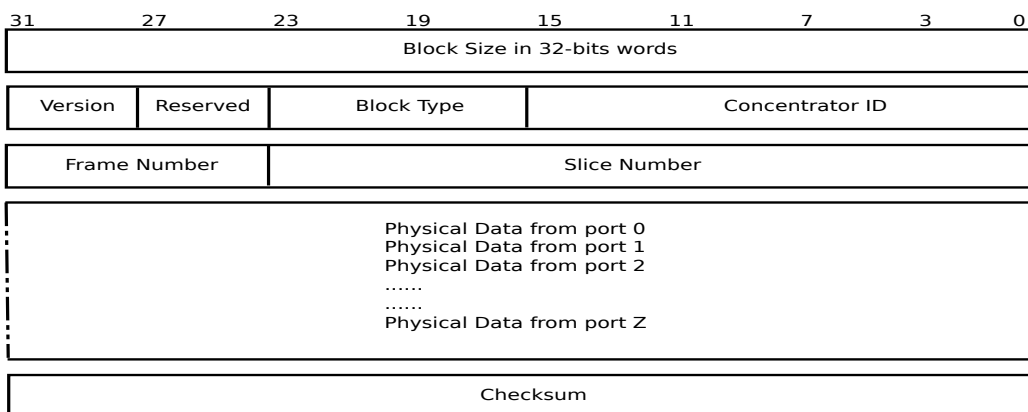 31 27 23 19 15 11 7 3 0
Block Size in 32-bits words
Version Reserved Block Type Concentrator ID
Frame Number Slice Number
Physical Data from port 0
Physical Data from port 1
Physical Data from port 2
......
......
Physical Data from port Z
Checksum